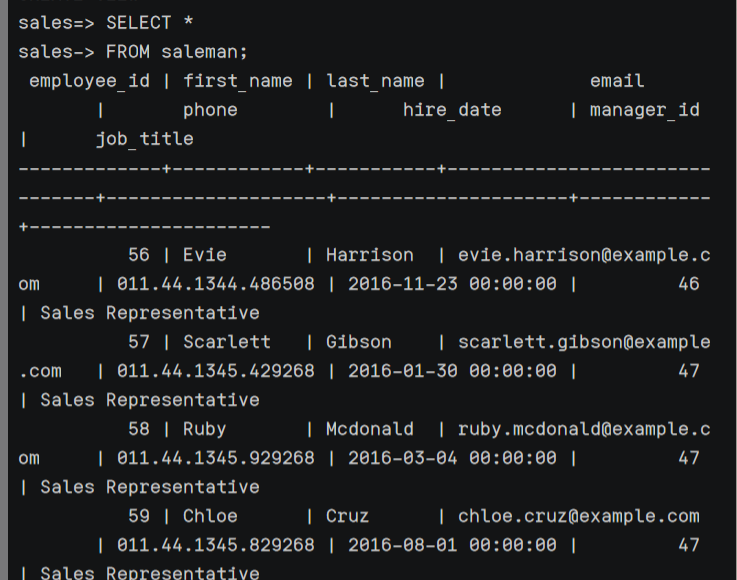 sales=> SELECT *
sales-> FROM saleman;
 employee_id | first_name | last_name |             email
       |       phone        |      hire_date      | manager_id
|      job_title
-------------+------------+-----------+------------------------
-------+--------------------+---------------------+------------
+----------------------
          56 | Evie       | Harrison  | evie.harrison@example.c
om     | 011.44.1344.486508 | 2016-11-23 00:00:00 |         46
| Sales Representative
          57 | Scarlett   | Gibson    | scarlett.gibson@example
.com   | 011.44.1345.429268 | 2016-01-30 00:00:00 |         47
| Sales Representative
          58 | Ruby       | Mcdonald  | ruby.mcdonald@example.c
om     | 011.44.1345.929268 | 2016-03-04 00:00:00 |         47
| Sales Representative
          59 | Chloe      | Cruz      | chloe.cruz@example.com
       | 011.44.1345.829268 | 2016-08-01 00:00:00 |         47
| Sales Representative